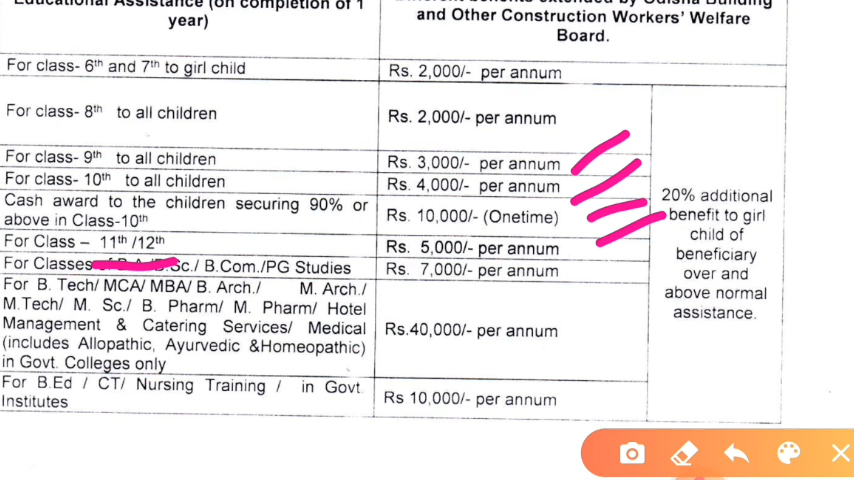 Educational Assistance (on completion of 1
year)
Different benefits extended by Odisha Building
and Other Construction Workers' Welfare
Board.
For class- 6th and 7th to girl child
Rs. 2,000/- per annum
For class- 8th to all children
Rs. 2,000/- per annum
For class- 9th to all children
Rs. 3,000/- per annum
For class- 10th to all children
Rs. 4,000/- per annum
Cash award to the children securing 90% or
above in Class-10th
Rs. 10,000/- (Onetime)
For Class – 11th /12th
Rs. 5,000/- per annum
For Classes of B.A./B.Sc./ B.Com./PG Studies
Rs. 7,000/- per annum
For B. Tech/ MCA/ MBA/ B. Arch./ M. Arch./
M.Tech/ M. Sc./ B. Pharm/ M. Pharm/ Hotel
Management & Catering Services/ Medical
(includes Allopathic, Ayurvedic &Homeopathic)
in Govt. Colleges only
Rs.40,000/- per annum
For B.Ed / CT/ Nursing Training / in Govt.
Institutes
Rs 10,000/- per annum
20% additional
benefit to girl
child of
beneficiary
over and
above normal
assistance.